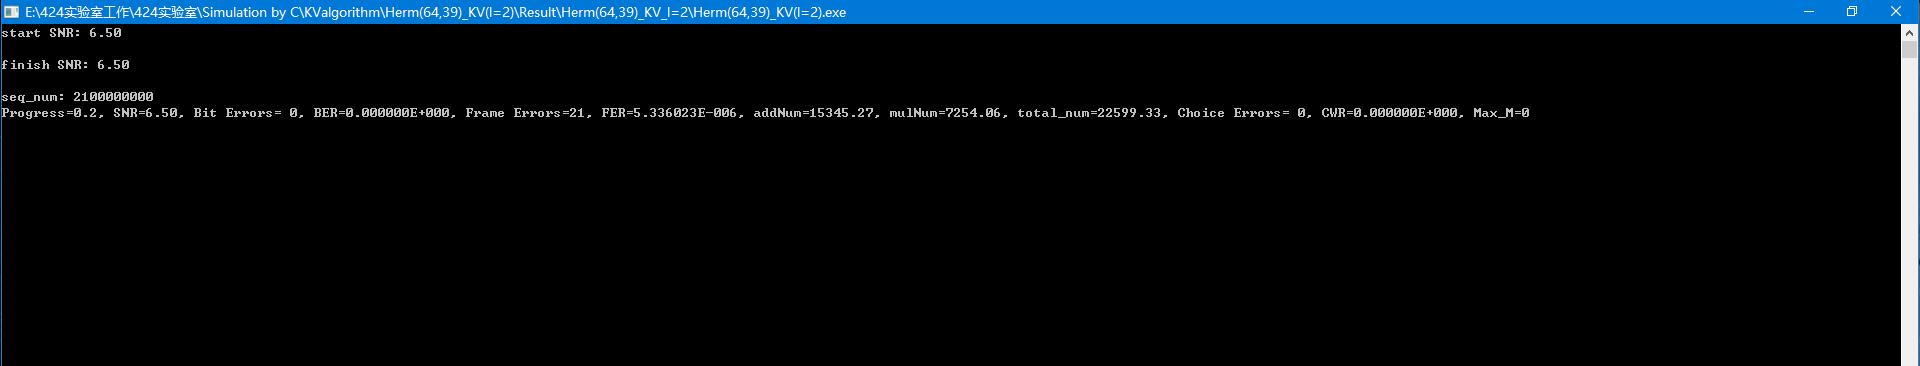 E:\424实验室工作\424实验室\Simulation by C\KValgorithm\Herm(64,39)_KV(l=2)\Result\Herm(64,39)_KV_l=2\Herm(64,39)_KV(l=2).exe
start SNR: 6.50
finish SNR: 6.50
seq_num: 2100000000
Progress=0.2, SNR=6.50, Bit Errors= 0, BER=0.000000E+000, Frame Errors=21, FER=5.336023E-006, addNum=15345.27, mulNum=7254.06, total_num=22599.33, Choice Errors= 0, CWR=0.000000E+000, Max_M=0